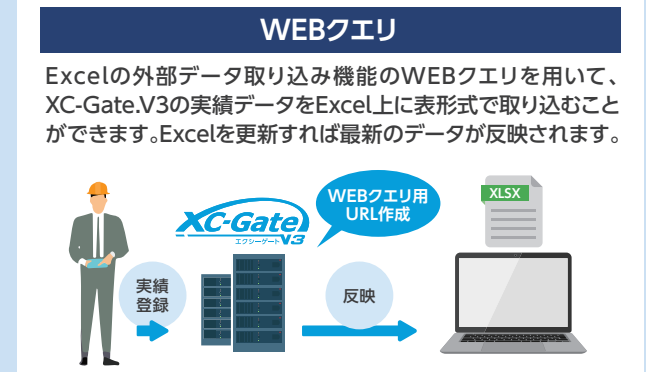 WEBクエリ
Excelの外部データ取り込み機能のWEBクエリを用いて、
XC-Gate.V3の実績データをExcel上に表形式で取り込むこと
ができます。Excelを更新すれば最新のデータが反映されます。
WEBクエリ用
URL作成
XLSX
XC-Gate
エクシーゲート V3
実績
登録
反映